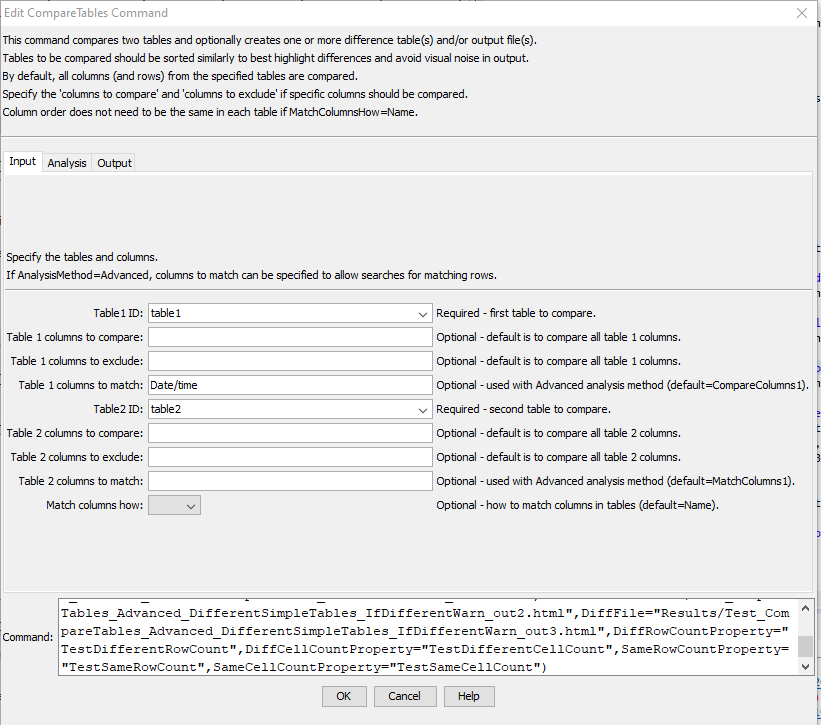 Edit CompareTables Command
This command compares two tables and optionally creates one or more difference table(s) and/or output file(s).
Tables to be compared should be sorted similarly to best highlight differences and avoid visual noise in output.
By default, all columns (and rows) from the specified tables are compared.
Specify the 'columns to compare' and 'columns to exclude' if specific columns should be compared.
Column order does not need to be the same in each table if MatchColumnsHow=Name.
Input Analysis Output
Specify the tables and columns.
If AnalysisMethod=Advanced, columns to match can be specified to allow searches for matching rows.
Table1 ID: table1 Required - first table to compare.
Table 1 columns to compare: Optional - default is to compare all table 1 columns.
Table 1 columns to exclude: Optional - default is to compare all table 1 columns.
Table 1 columns to match: Date/time Optional - used with Advanced analysis method (default=CompareColumns1).
Table2 ID: table2 Required - second table to compare.
Table 2 columns to compare: Optional - default is to compare all table 2 columns.
Table 2 columns to exclude: Optional - default is to compare all table 2 columns.
Table 2 columns to match: Optional - used with Advanced analysis method (default=MatchColumns1).
Match columns how: Optional - how to match columns in tables (default=Name).
Tables_Advanced_DifferentSimpleTables_IfDifferentWarn_out2.html",DiffFile="Results/Test_Com
Command: pareTables_Advanced_DifferentSimpleTables_IfDifferentWarn_out3.html",DiffRowCountProperty="
TestDifferentRowCount",DiffCellCountProperty="TestDifferentCellCount",SameRowCountProperty=
"TestSameRowCount",SameCellCountProperty="TestSameCellCount")
OK Cancel Help